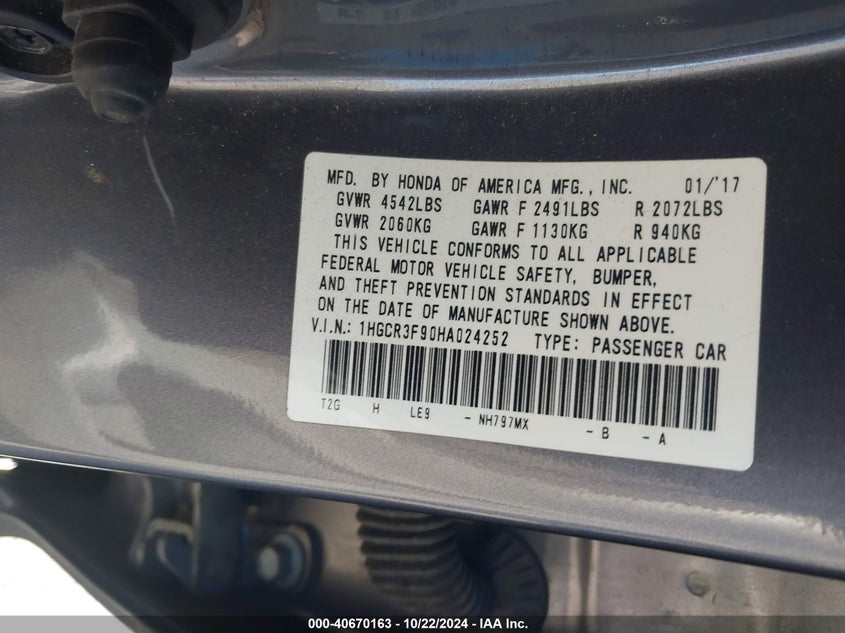 MFD. BY HONDA OF AMERICA MFG., INC. 01/'17
GVWR 4542LBS GAWR F 2491LBS R 2072LBS
GVWR 2060KG GAWR F 1130KG R 940KG
THIS VEHICLE CONFORMS TO ALL APPLICABLE
FEDERAL MOTOR VEHICLE SAFETY, BUMPER,
AND THEFT PREVENTION STANDARDS IN EFFECT
ON THE DATE OF MANUFACTURE SHOWN ABOVE.
V.I.N.: 1HGCR3F90HA024252 TYPE: PASSENGER CAR
T2G H LE9 - NH797MX - B - A
000-40670163 - 10/22/2024 - IAA Inc.